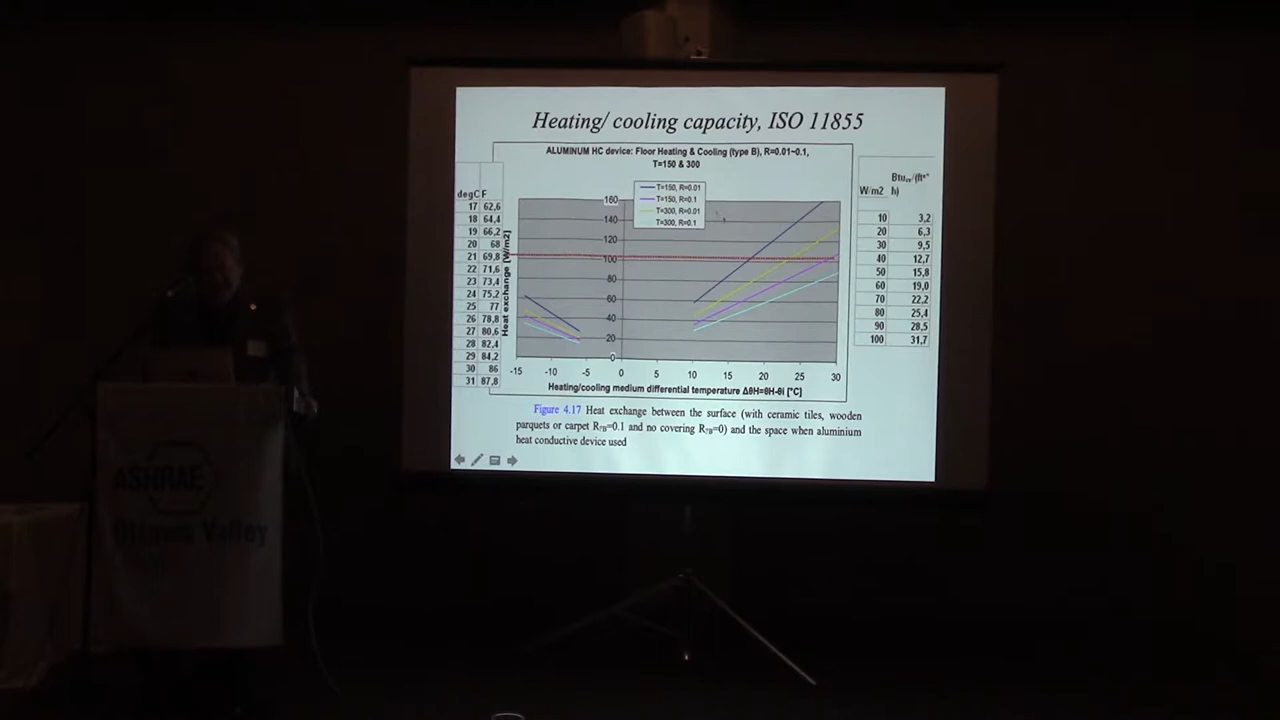 Heating/ cooling capacity, ISO 11855
ALUMINUM HC device: Floor Heating & Cooling (type B), R=0.01~0.1,
T=150 & 300
degC F
17 62,6
18 64,4
19 66,2
20 68
21 69,8
22 71,6
23 73,4
24 75,2
25 77
26 78,8
27 80,6
28 82,4
29 84,2
30 86
31 87,8
Heat exchange [W/m2]
160
140
120
100
80
60
40
20
0
T=150, R=0.01
T=150, R=0.1
T=300, R=0.01
T=300, R=0.1
-15 -10 -5 0 5 10 15 20 25 30
Heating/cooling medium differential temperature ΔθH=θH-θi [°C]
W/m2
h)
10 3,2
20 6,3
30 9,5
40 12,7
50 15,8
60 19,0
70 22,2
80 25,4
90 28,5
100 31,7
Figure 4.17 Heat exchange between the surface (with ceramic tiles, wooden
parquets or carpet Rλ,B=0.1 and no covering Rλ,B=0) and the space when aluminium
heat conductive device used
ASHRAE
Ottawa Valley